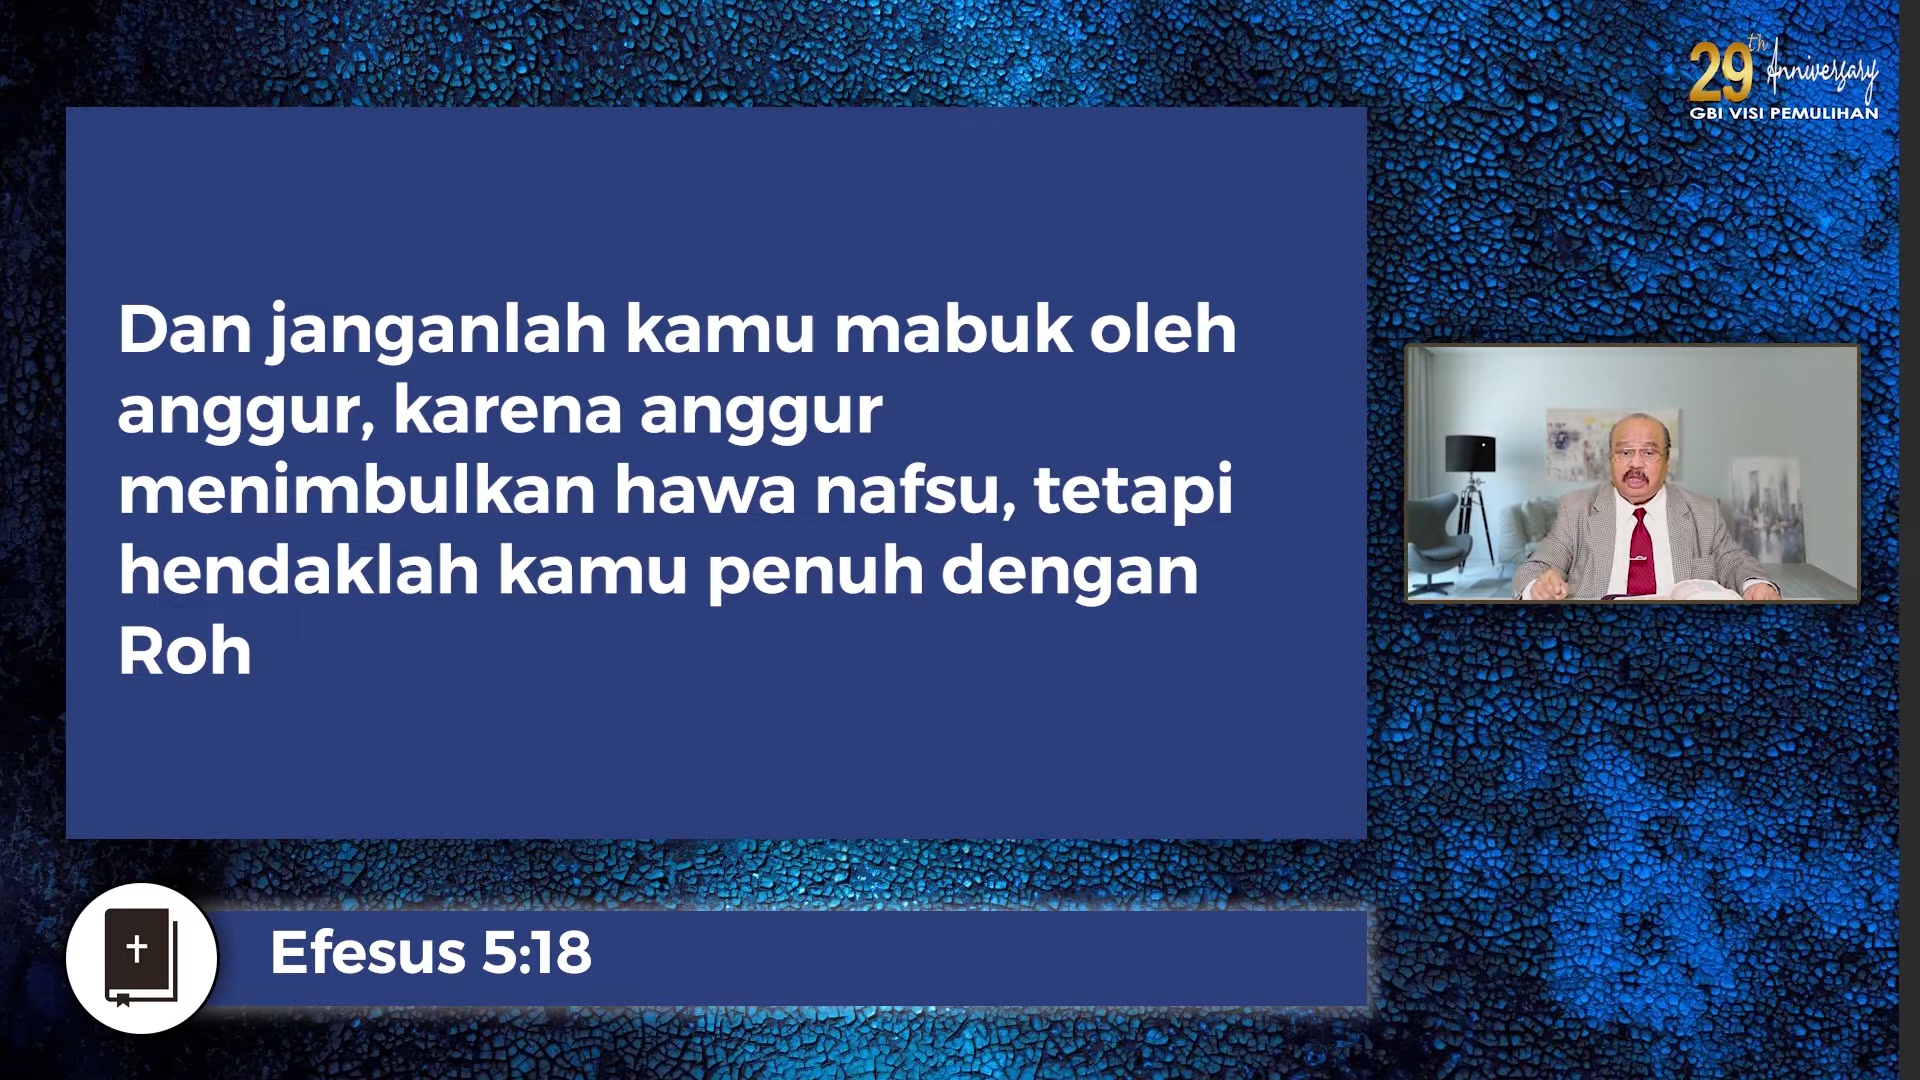 29th Anniversary
GBI VISI PEMULIHAN
Dan janganlah kamu mabuk oleh
anggur, karena anggur
menimbulkan hawa nafsu, tetapi
hendaklah kamu penuh dengan
Roh
Efesus 5:18